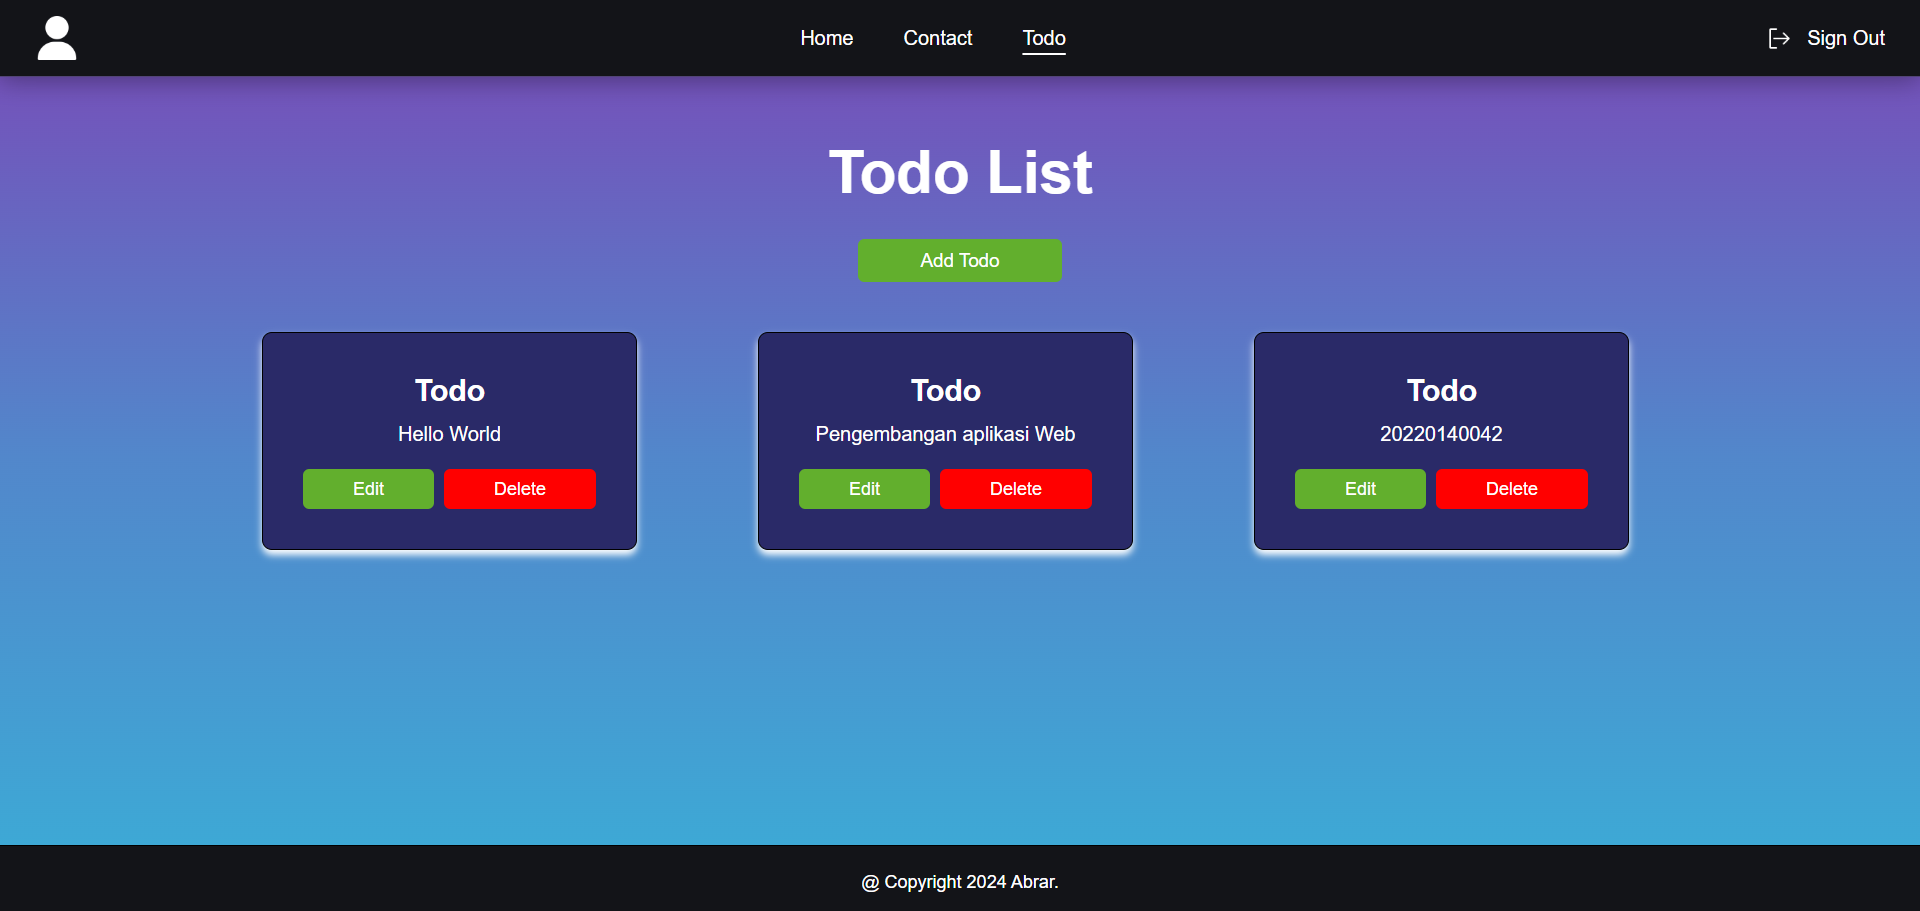 Home Contact Todo Sign Out
Todo List
Add Todo
Todo
Hello World
Edit Delete
Todo
Pengembangan aplikasi Web
Edit Delete
Todo
20220140042
Edit Delete
@ Copyright 2024 Abrar.